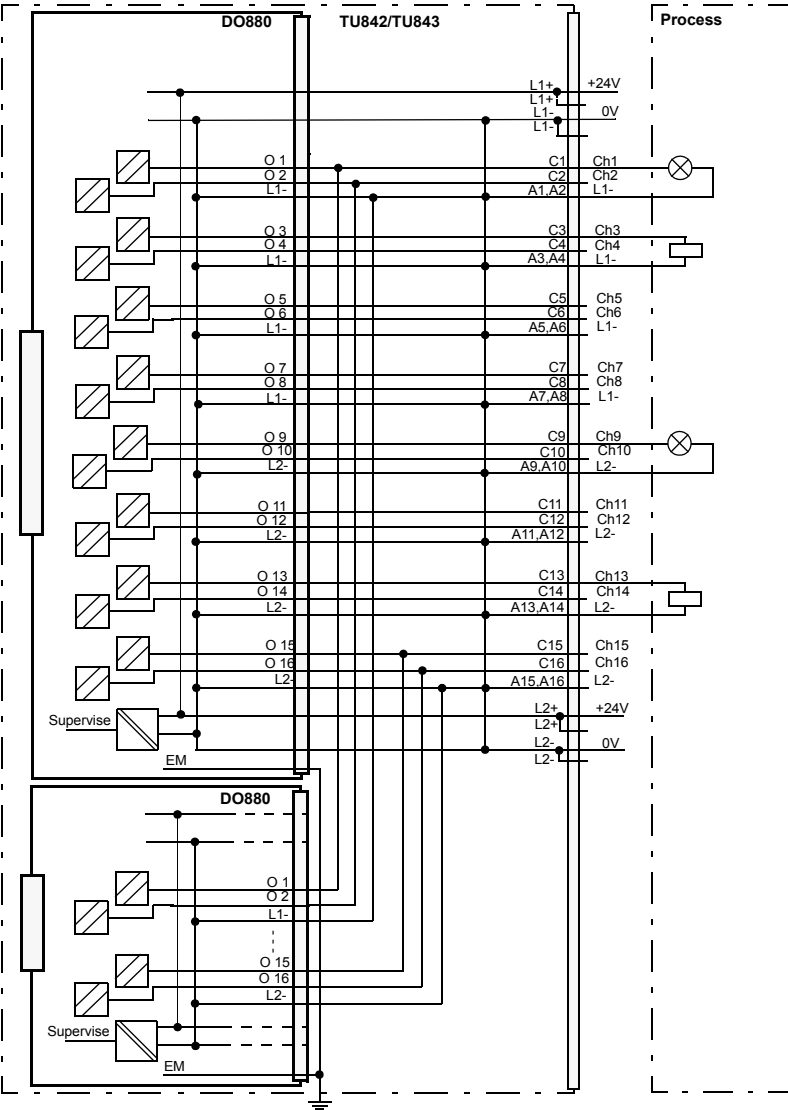 DO880 TU842/TU843 Process
L1+ +24V
L1+
L1- 0V
L1-
O 1 C1 Ch1
O 2 C2 Ch2
L1- A1,A2 L1-
O 3 C3 Ch3
O 4 C4 Ch4
L1- A3,A4 L1-
O 5 C5 Ch5
O 6 C6 Ch6
L1- A5,A6 L1-
O 7 C7 Ch7
O 8 C8 Ch8
L1- A7,A8 L1-
O 9 C9 Ch9
O 10 C10 Ch10
L2- A9,A10 L2-
O 11 C11 Ch11
O 12 C12 Ch12
L2- A11,A12 L2-
O 13 C13 Ch13
O 14 C14 Ch14
L2- A13,A14 L2-
O 15 C15 Ch15
O 16 C16 Ch16
L2- A15,A16 L2-
Supervise L2+ +24V
L2+
L2- 0V
EM L2-
DO880
O 1
O 2
L1-
O 15
O 16
L2-
Supervise
EM